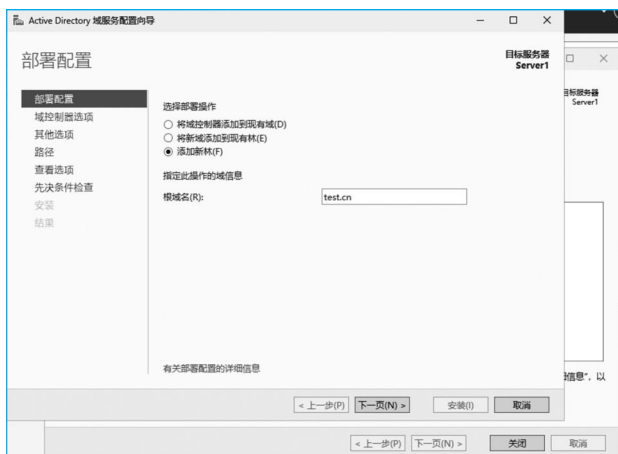 Active Directory 域服务配置向导
部署配置
目标服务器
Server1
部署配置
域控制器选项
其他选项
路径
查看选项
先决条件检查
安装
结果
选择部署操作
将域控制器添加到现有域(D)
将新域添加到现有林(E)
添加新林(F)
指定此操作的域信息
根域名(R):
test.cn
有关部署配置的详细信息
< 上一步(P)
下一页(N) >
安装(I)
取消
目标服务器
Server1
细信息", 以
< 上一步(P)
下一页(N) >
关闭
取消